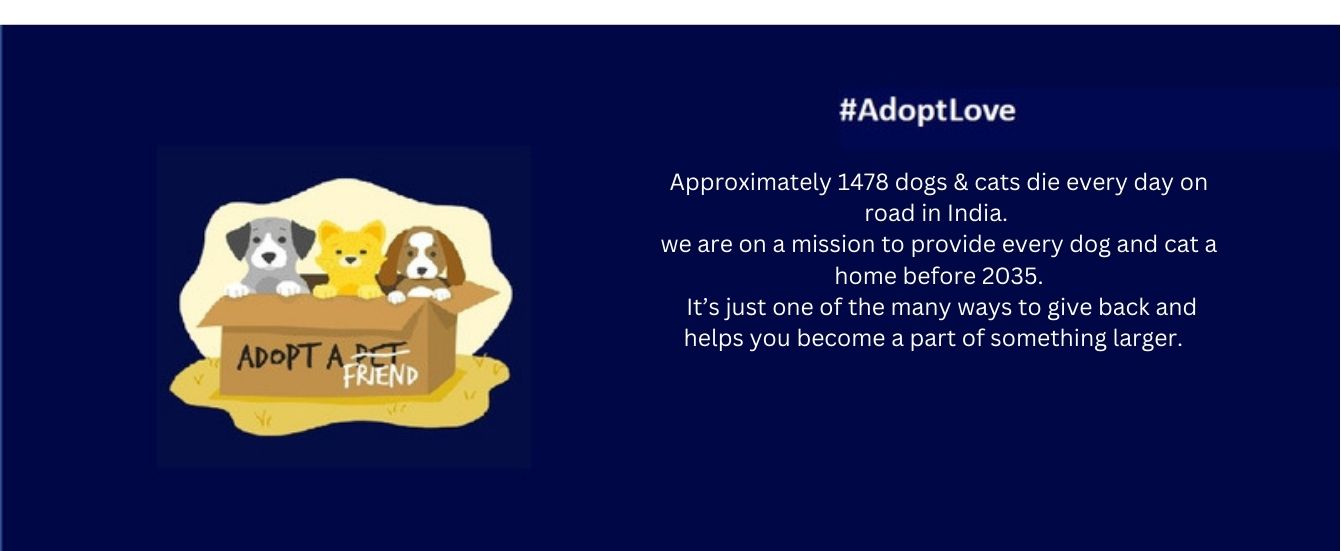 #AdoptLove
Approximately 1478 dogs & cats die every day on
road in India.
we are on a mission to provide every dog and cat a
home before 2035.
It’s just one of the many ways to give back and
helps you become a part of something larger.
ADOPT A PET
FRIEND